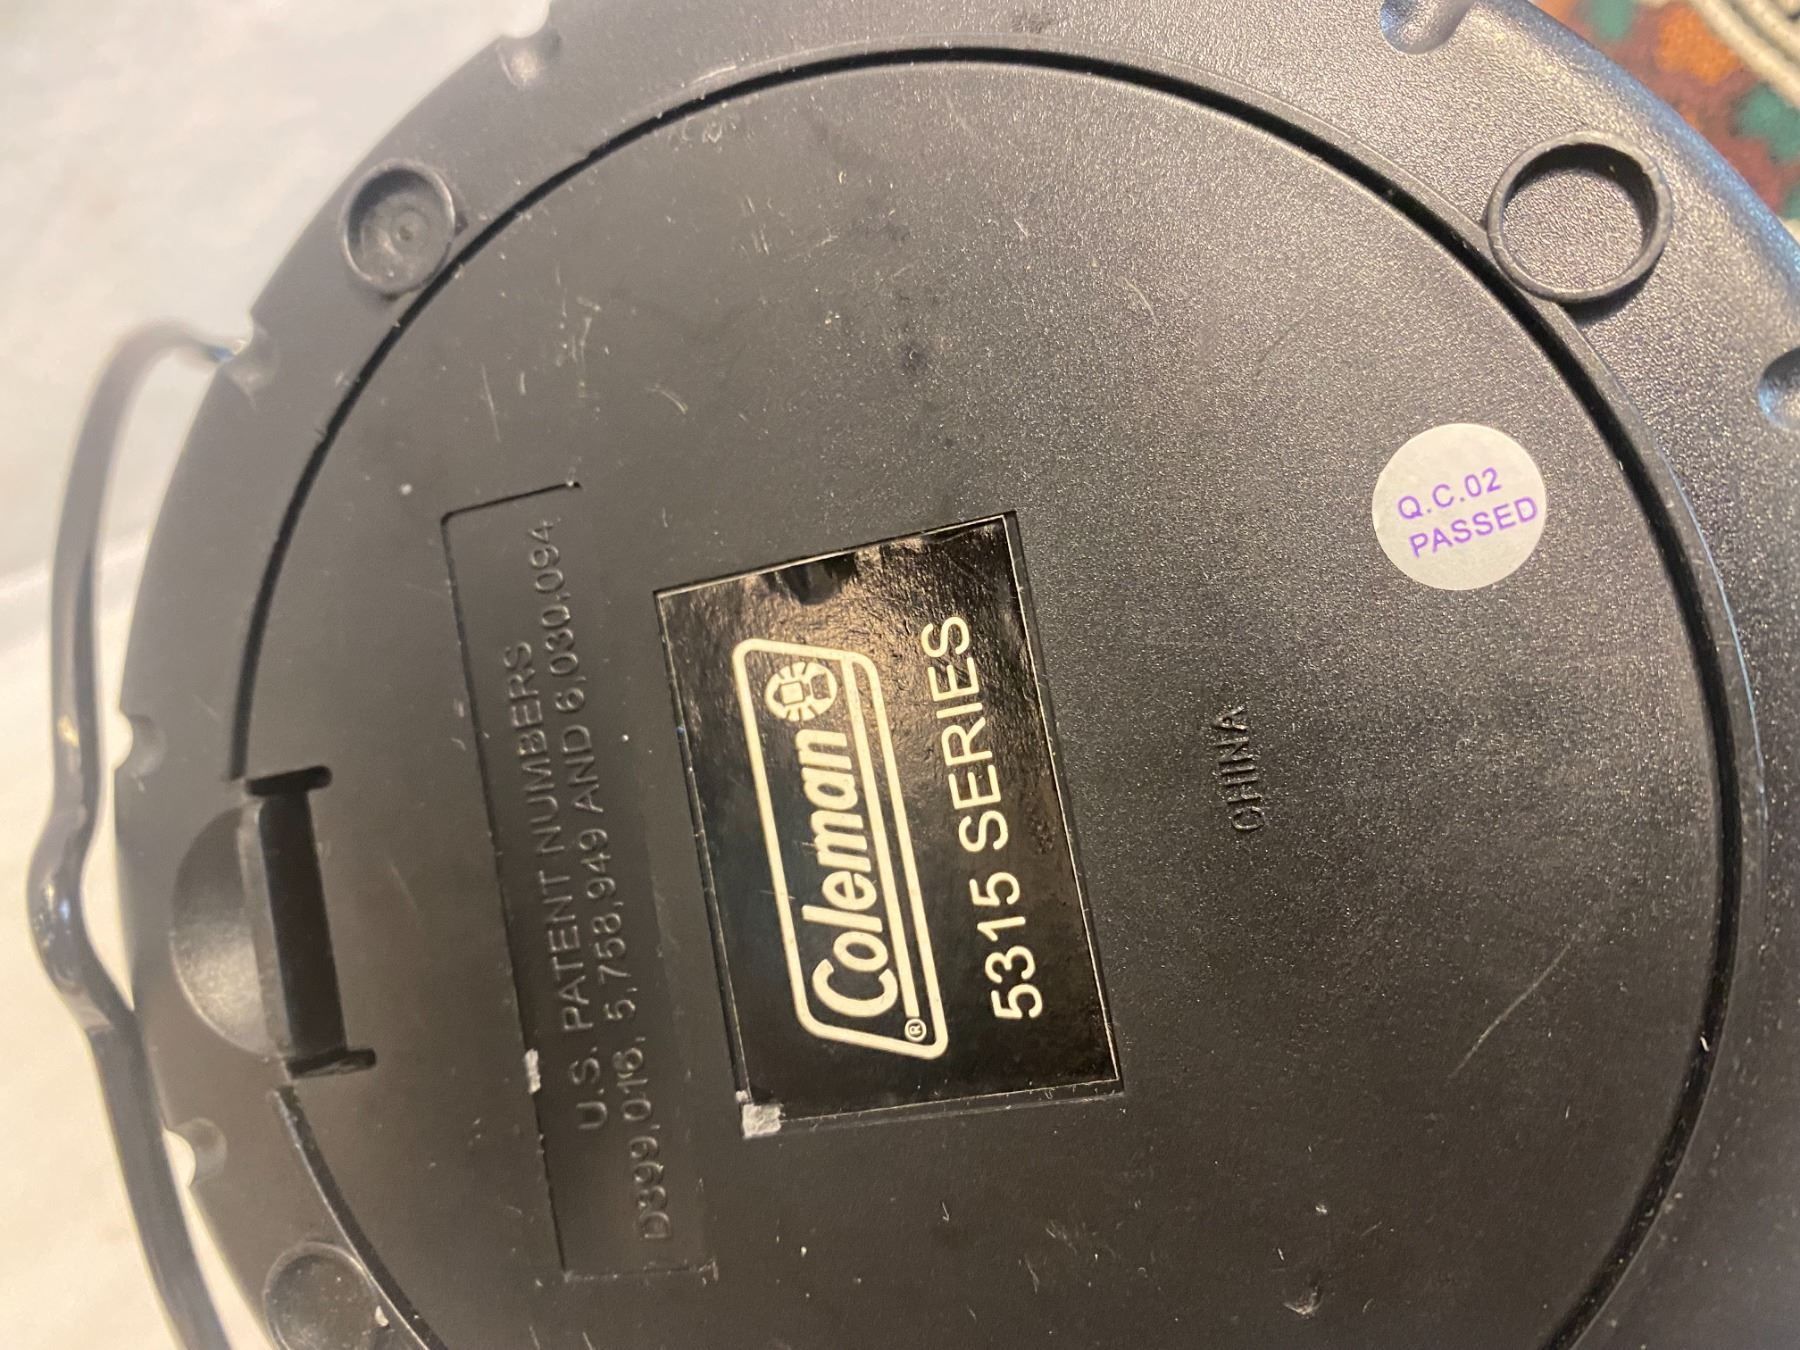 U.S. PATENT NUMBERS
D399,016, 5,758,949 AND 6,030,094
Coleman®
5315 SERIES
CHINA
Q.C.02
PASSED